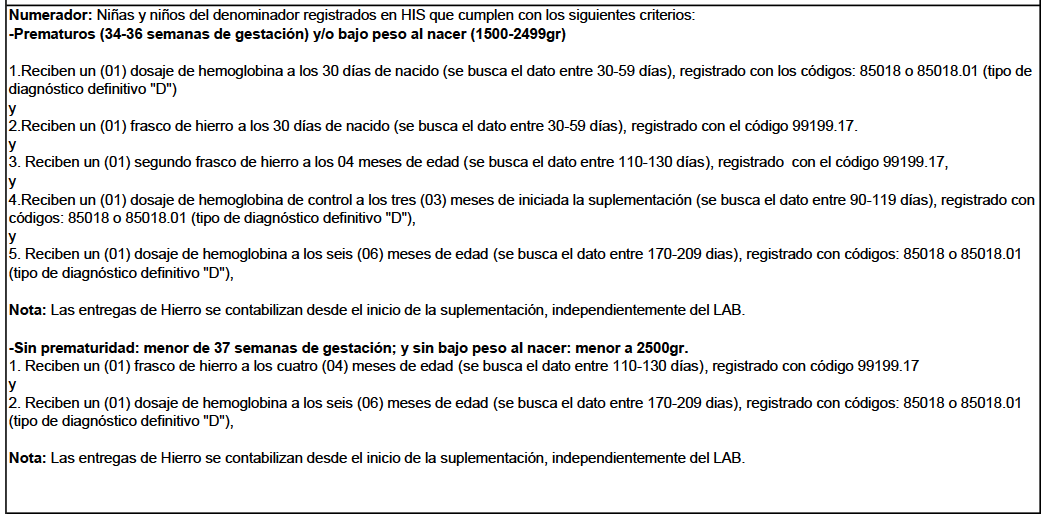 Numerador: Niñas y niños del denominador registrados en HIS que cumplen con los siguientes criterios:
-Prematuros (34-36 semanas de gestación) y/o bajo peso al nacer (1500-2499gr)
1.Reciben un (01) dosaje de hemoglobina a los 30 días de nacido (se busca el dato entre 30-59 días), registrado con los códigos: 85018 o 85018.01 (tipo de
diagnóstico definitivo "D")
y
2.Reciben un (01) frasco de hierro a los 30 días de nacido (se busca el dato entre 30-59 días), registrado con el código 99199.17.
y
3. Reciben un (01) segundo frasco de hierro a los 04 meses de edad (se busca el dato entre 110-130 días), registrado con el código 99199.17,
y
4.Reciben un (01) dosaje de hemoglobina de control a los tres (03) meses de iniciada la suplementación (se busca el dato entre 90-119 días), registrado con
códigos: 85018 o 85018.01 (tipo de diagnóstico definitivo "D"),
y
5. Reciben un (01) dosaje de hemoglobina a los seis (06) meses de edad (se busca el dato entre 170-209 dias), registrado con códigos: 85018 o 85018.01
(tipo de diagnóstico definitivo "D"),
Nota: Las entregas de Hierro se contabilizan desde el inicio de la suplementación, independientemente del LAB.
-Sin prematuridad: menor de 37 semanas de gestación; y sin bajo peso al nacer: menor a 2500gr.
1. Reciben un (01) frasco de hierro a los cuatro (04) meses de edad (se busca el dato entre 110-130 días), registrado con código 99199.17
y
2. Reciben un (01) dosaje de hemoglobina a los seis (06) meses de edad (se busca el dato entre 170-209 dias), registrado con códigos: 85018 o 85018.01
(tipo de diagnóstico definitivo "D"),
Nota: Las entregas de Hierro se contabilizan desde el inicio de la suplementación, independientemente del LAB.